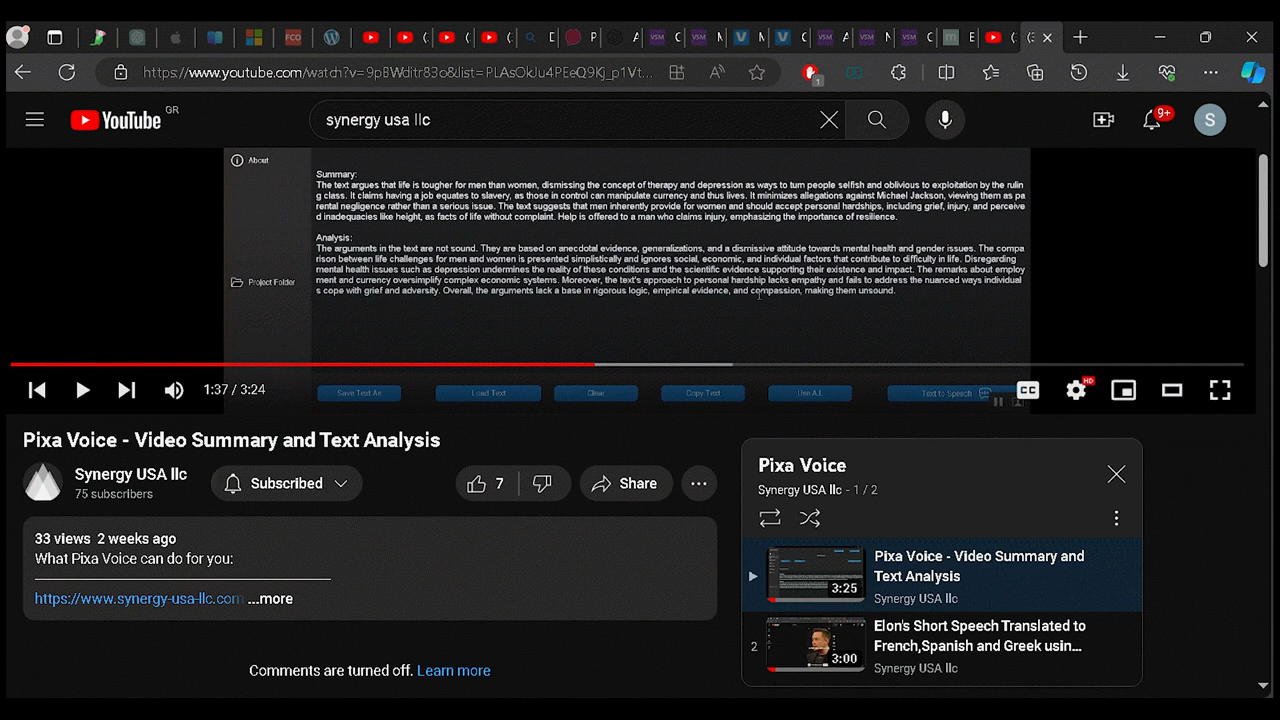 https://www.youtube.com/watch?v=9pBWditr83o&list=PLAsOkJu4PEeQ9Kj_p1Vt...
1
YouTube GR
synergy usa llc
9+
S
About
Summary:
The text argues that life is tougher for men than women, dismissing the concept of therapy and depression as ways to turn people selfish and oblivious to exploitation by the rulin
g class. It claims having a job equates to slavery, as those in control can manipulate currency and thus lives. It minimizes allegations against Michael Jackson, viewing them as pa
rental negligence rather than a serious issue. The text suggests that men inherently provide for women and should accept personal hardships, including grief, injury, and perceive
d inadequacies like height, as facts of life without complaint. Help is offered to a man who claims injury, emphasizing the importance of resilience.
Analysis:
The arguments in the text are not sound. They are based on anecdotal evidence, generalizations, and a dismissive attitude towards mental health and gender issues. The compa
rison between life challenges for men and women is presented simplistically and ignores social, economic, and individual factors that contribute to difficulty in life. Disregarding
mental health issues such as depression undermines the reality of these conditions and the scientific evidence supporting their existence and impact. The remarks about employ
ment and currency oversimplify complex economic systems. Moreover, the text's approach to personal hardship lacks empathy and fails to address the nuanced ways individual
s cope with grief and adversity. Overall, the arguments lack a base in rigorous logic, empirical evidence, and compassion, making them unsound.
Project Folder
Save Text As Load Text Clear Copy Text Use A.I. Text to Speech
1:37 / 3:24
CC
HD
Pixa Voice - Video Summary and Text Analysis
Synergy USA llc
75 subscribers
Subscribed
7
Share
33 views 2 weeks ago
What Pixa Voice can do for you:
https://www.synergy-usa-llc.com ...more
Comments are turned off. Learn more
Pixa Voice
Synergy USA llc - 1 / 2
Pixa Voice - Video Summary and
Text Analysis
Synergy USA llc
3:25
2
Elon's Short Speech Translated to
French,Spanish and Greek usin...
Synergy USA llc
3:00